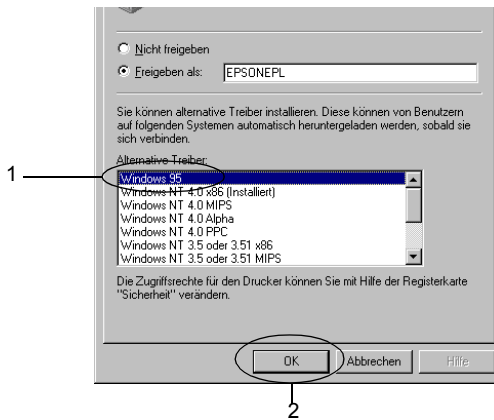 Nicht freigeben
Freigeben als: EPSONEPL
Sie können alternative Treiber installieren. Diese können von Benutzern
auf folgenden Systemen automatisch heruntergeladen werden, sobald sie
sich verbinden.
Alternative Treiber:
1
Windows 95
Windows NT 4.0 x86 (Installiert)
Windows NT 4.0 MIPS
Windows NT 4.0 Alpha
Windows NT 4.0 PPC
Windows NT 3.5 oder 3.51 x86
Windows NT 3.5 oder 3.51 MIPS
Die Zugriffsrechte für den Drucker können Sie mit Hilfe der Registerkarte
"Sicherheit" verändern.
OK Abbrechen Hilfe
2